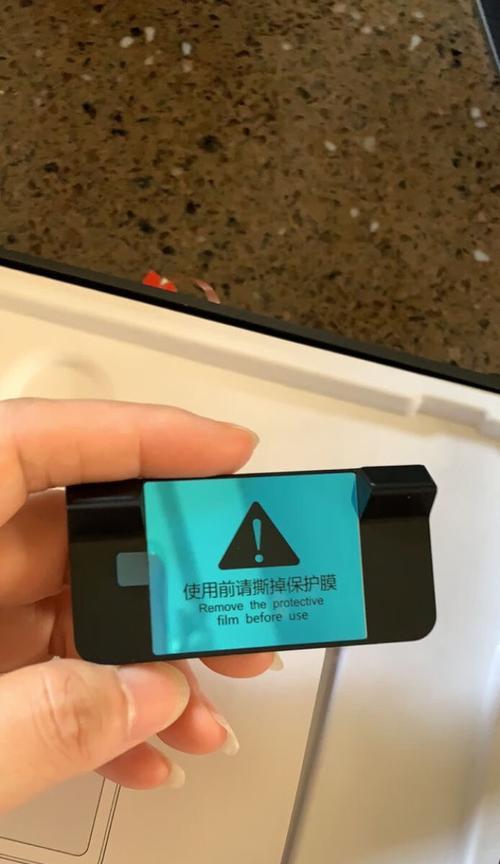 使用前请撕掉保护膜
Remove the protective
film before use